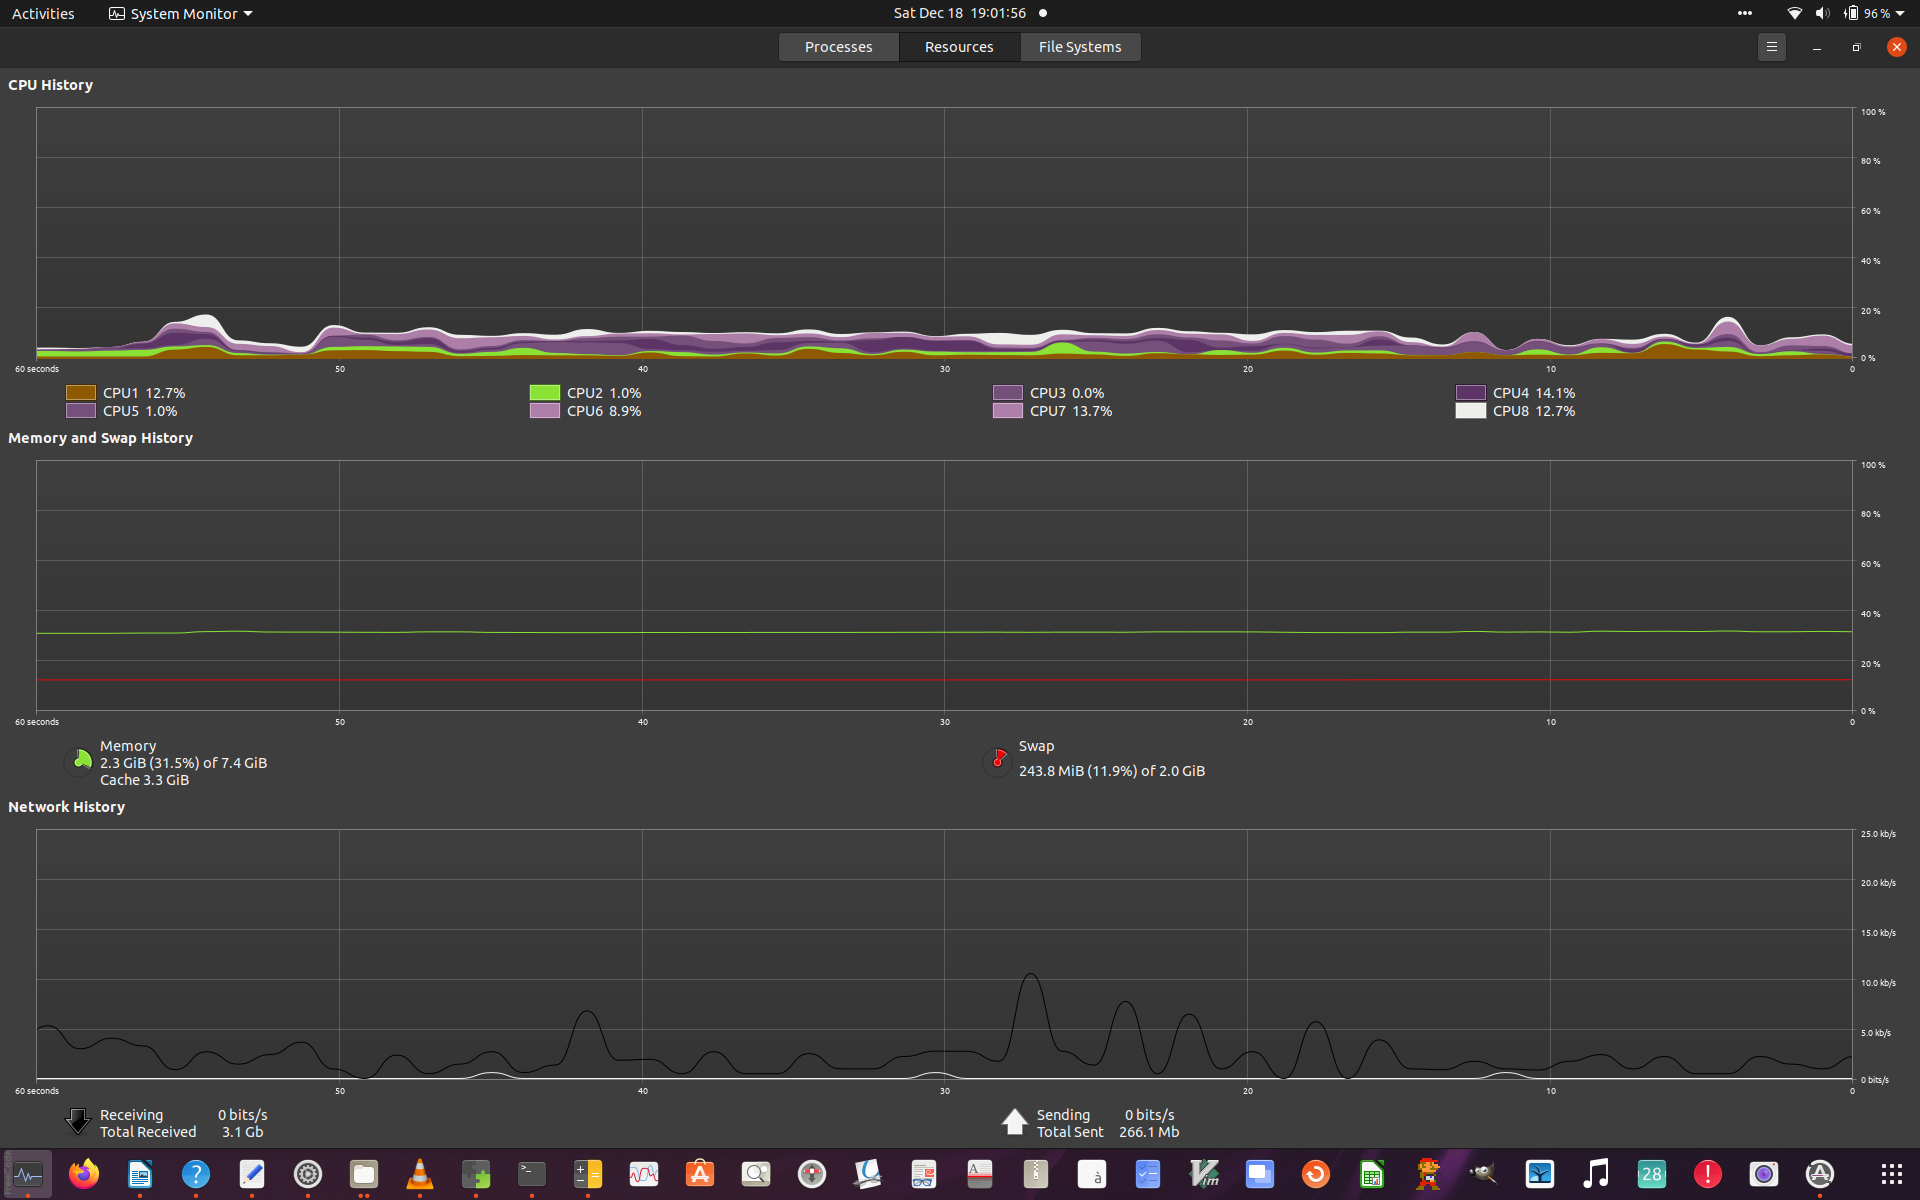 Activities System Monitor Sat Dec 18 19:01:56 96 %
Processes Resources File Systems
CPU History
100 %
80 %
60 %
40 %
20 %
0 %
60 seconds 50 40 30 20 10 0
CPU1 12.7% CPU2 1.0% CPU3 0.0% CPU4 14.1%
CPU5 1.0% CPU6 8.9% CPU7 13.7% CPU8 12.7%
Memory and Swap History
100 %
80 %
60 %
40 %
20 %
0 %
60 seconds 50 40 30 20 10 0
Memory
2.3 GiB (31.5%) of 7.4 GiB
Cache 3.3 GiB
Swap
243.8 MiB (11.9%) of 2.0 GiB
Network History
25.0 kb/s
20.0 kb/s
15.0 kb/s
10.0 kb/s
5.0 kb/s
0 bits/s
60 seconds 50 40 30 20 10 0
Receiving 0 bits/s
Total Received 3.1 Gb
Sending 0 bits/s
Total Sent 266.1 Mb
28